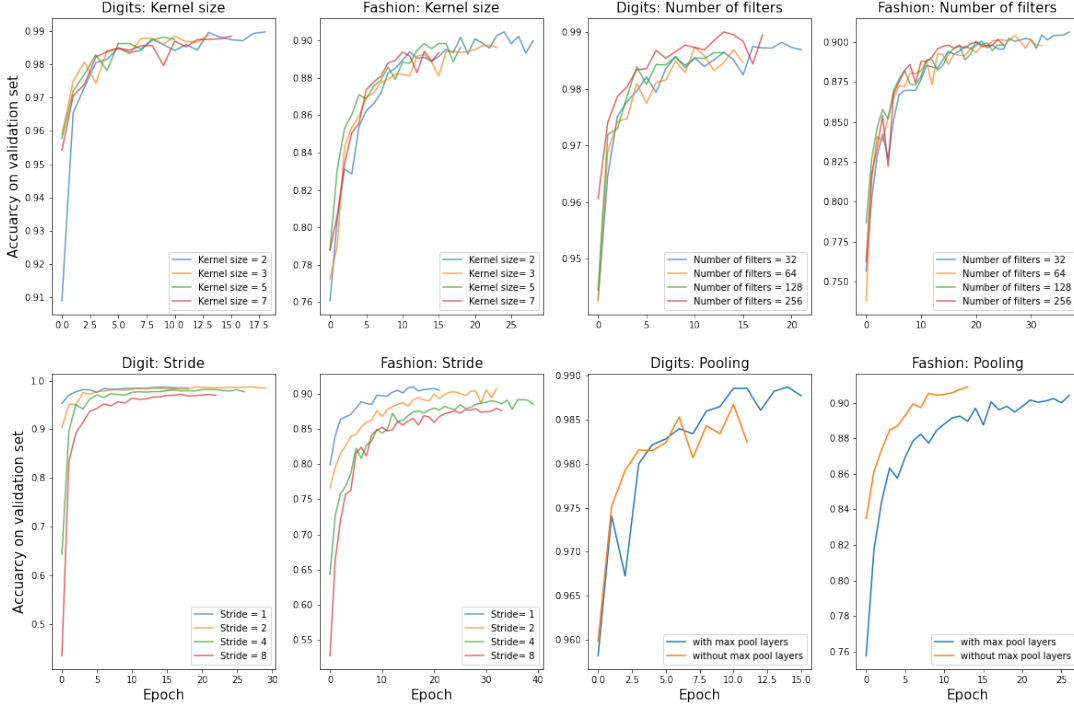 Digits: Kernel size
Accuarcy on validation set
0.99
0.98
0.97
0.96
0.95
0.94
0.93
0.92
0.91
0.0 2.5 5.0 7.5 10.0 12.5 15.0 17.5
Kernel size = 2
Kernel size = 3
Kernel size = 5
Kernel size = 7
Fashion: Kernel size
0.90
0.88
0.86
0.84
0.82
0.80
0.78
0.76
0 5 10 15 20 25
Kernel size= 2
Kernel size= 3
Kernel size= 5
Kernel size= 7
Digits: Number of filters
0.99
0.98
0.97
0.96
0.95
0 5 10 15 20
Number of filters = 32
Number of filters = 64
Number of filters = 128
Number of filters = 256
Fashion: Number of filters
0.900
0.875
0.850
0.825
0.800
0.775
0.750
0 10 20 30
Number of filters = 32
Number of filters = 64
Number of filters = 128
Number of filters = 256
Digit: Stride
Accuarcy on validation set
1.0
0.9
0.8
0.7
0.6
0.5
0 5 10 15 20 25 30
Stride = 1
Stride = 2
Stride = 4
Stride = 8
Epoch
Fashion: Stride
0.90
0.85
0.80
0.75
0.70
0.65
0.60
0.55
0 5 10 15 20 25 30 35 40
Stride= 1
Stride= 2
Stride= 4
Stride= 8
Epoch
Digits: Pooling
0.990
0.985
0.980
0.975
0.970
0.965
0.960
0.0 2.5 5.0 7.5 10.0 12.5 15.0
with max pool layers
without max pool layers
Epoch
Fashion: Pooling
0.90
0.88
0.86
0.84
0.82
0.80
0.78
0.76
0 5 10 15 20 25
with max pool layers
without max pool layers
Epoch